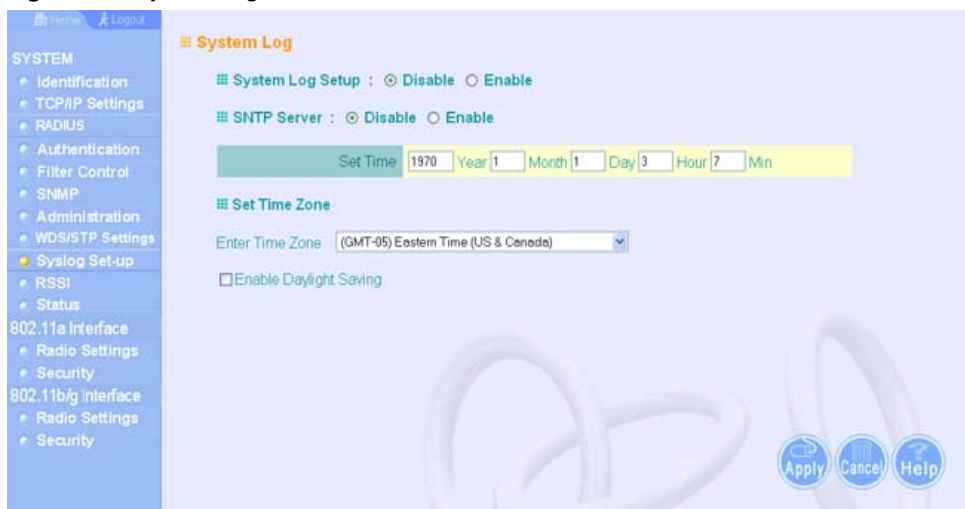 Home Logout
SYSTEM
Identification
TCP/IP Settings
RADIUS
Authentication
Filter Control
SNMP
Administration
WDS/STP Settings
Syslog Set-up
RSSI
Status
802.11a Interface
Radio Settings
Security
802.11b/g interface
Radio Settings
Security
System Log
System Log Setup : Disable Enable
SNTP Server : Disable Enable
Set Time 1970 Year 1 Month 1 Day 3 Hour 7 Min
Set Time Zone
Enter Time Zone (GMT-05) Eastern Time (US & Canada)
Enable Daylight Saving
Apply Cancel Help